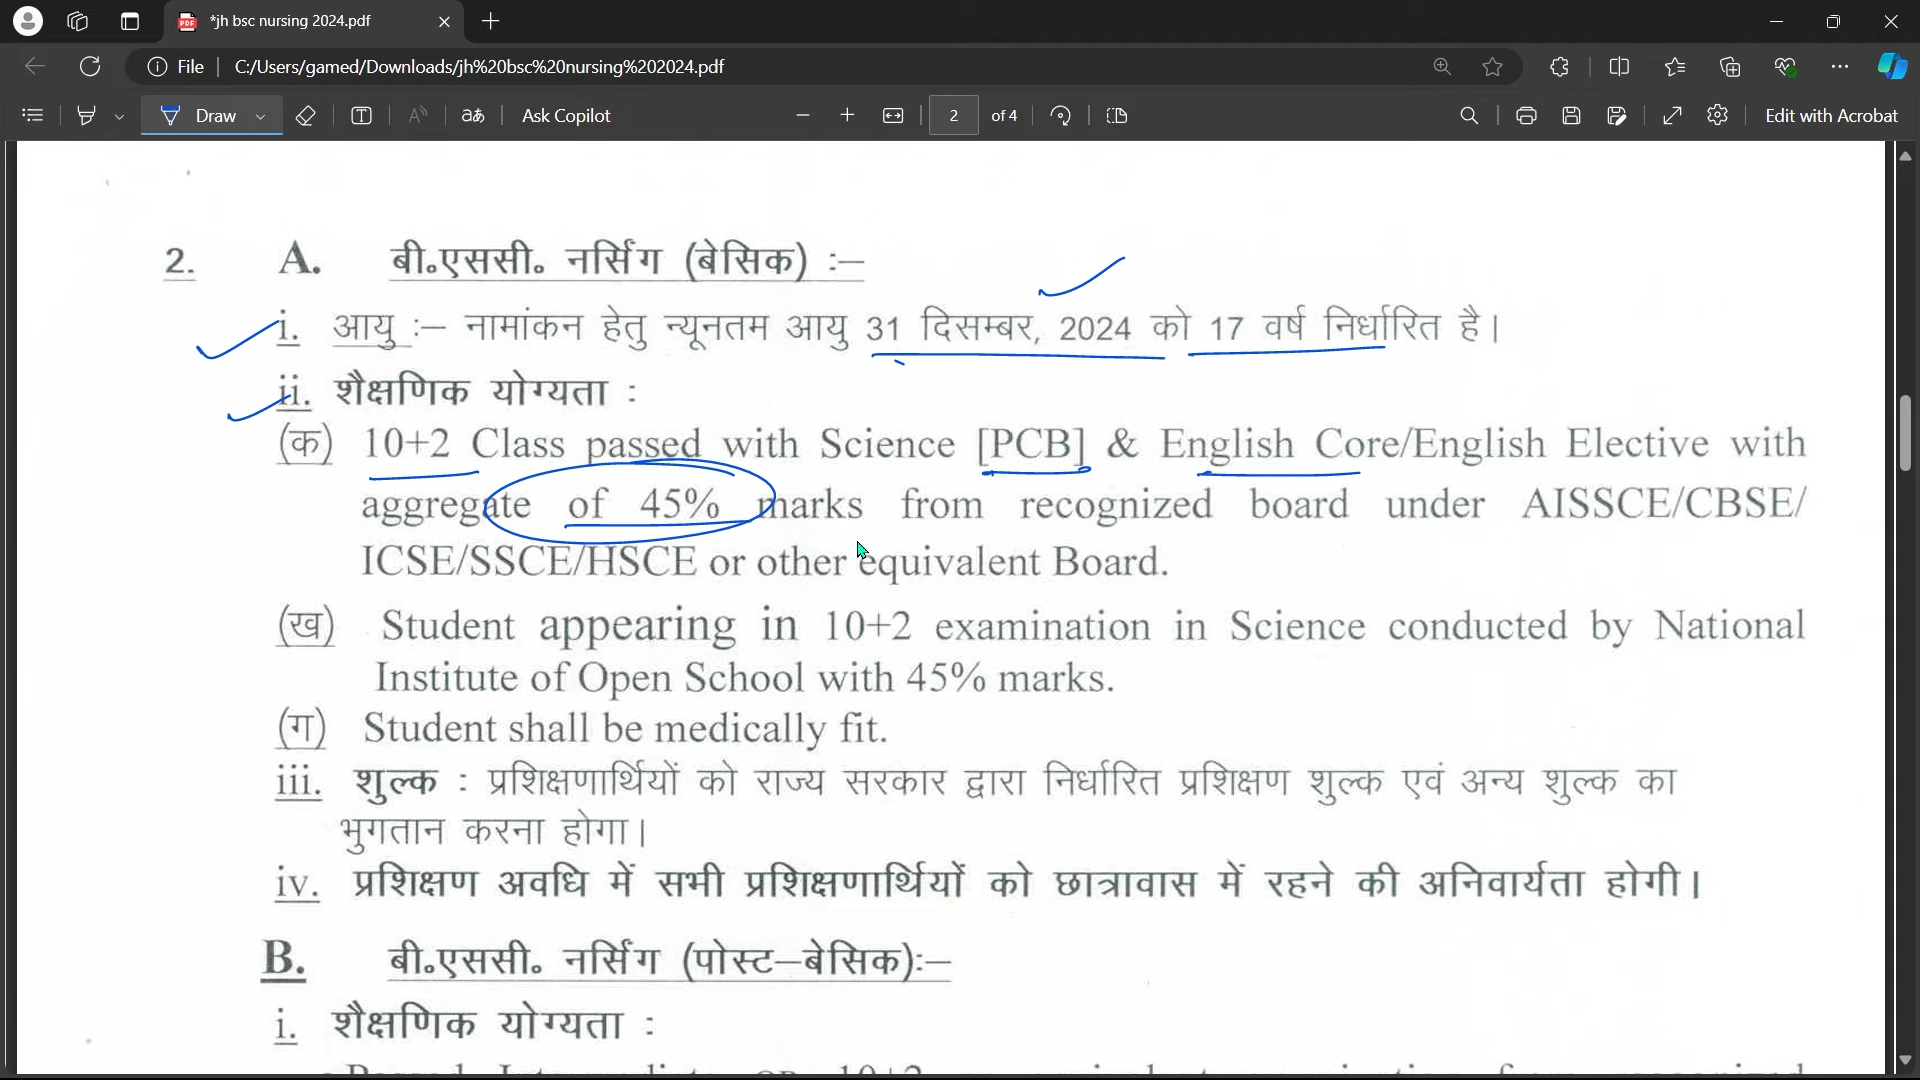 *jh bsc nursing 2024.pdf
File
C:/Users/gamed/Downloads/jh%20bsc%20nursing%202024.pdf
Draw
Ask Copilot
2 of 4
Edit with Acrobat
2. A. बी॰एससी॰ नर्सिंग (बेसिक) :–
i. आयु :– नामांकन हेतु न्यूनतम आयु 31 दिसम्बर, 2024 को 17 वर्ष निर्धारित है।
ii. शैक्षणिक योग्यता :
(क) 10+2 Class passed with Science [PCB] & English Core/English Elective with
aggregate of 45% marks from recognized board under AISSCE/CBSE/
ICSE/SSCE/HSCE or other equivalent Board.
(ख) Student appearing in 10+2 examination in Science conducted by National
Institute of Open School with 45% marks.
(ग) Student shall be medically fit.
iii. शुल्क : प्रशिक्षणार्थियों को राज्य सरकार द्वारा निर्धारित प्रशिक्षण शुल्क एवं अन्य शुल्क का
भुगतान करना होगा।
iv. प्रशिक्षण अवधि में सभी प्रशिक्षणार्थियों को छात्रावास में रहने की अनिवार्यता होगी।
B. बी॰एससी॰ नर्सिंग (पोस्ट–बेसिक):–
i. शैक्षणिक योग्यता :